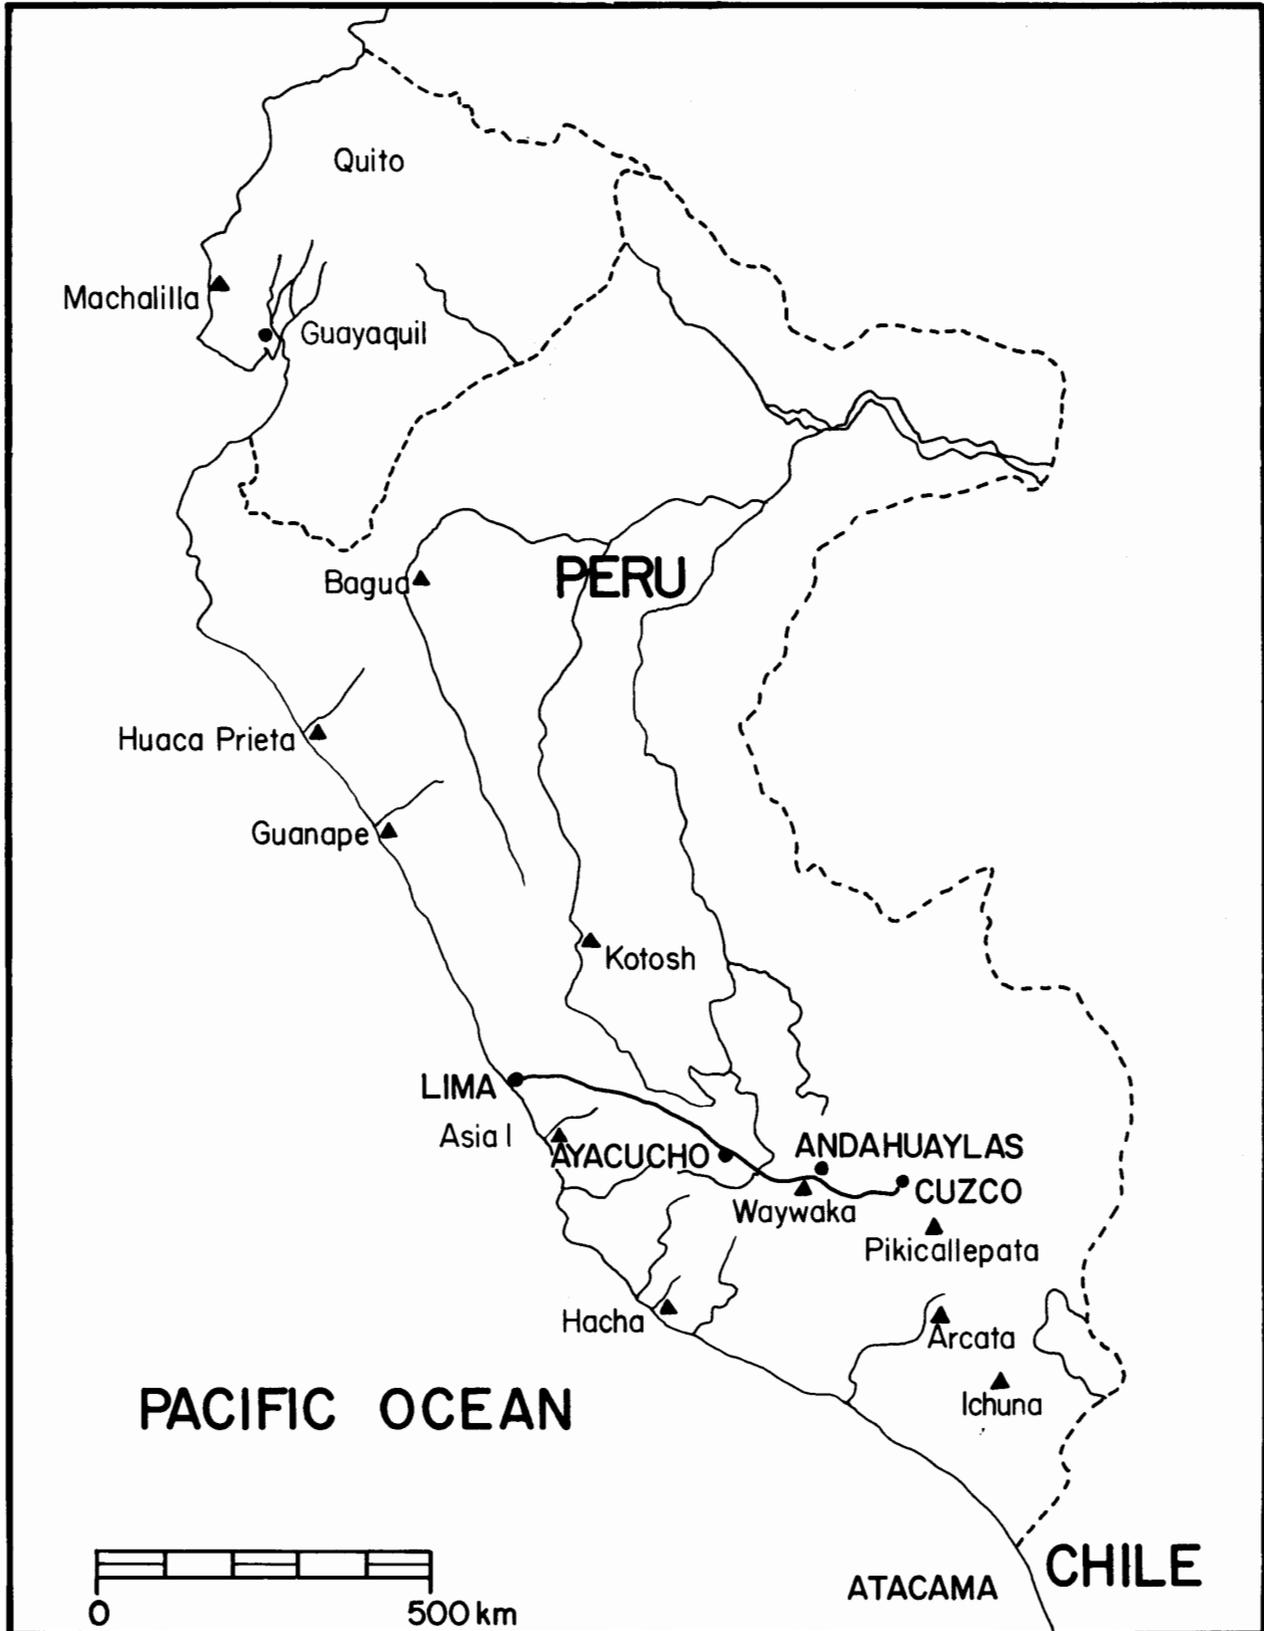 Quito
Machalilla
Guayaquil
PERU
Bagua
Huaca Prieta
Guanape
Kotosh
LIMA
Asia I
AYACUCHO
ANDAHUAYLAS
CUZCO
Waywaka
Pikicallepata
Hacha
Arcata
Ichuna
PACIFIC OCEAN
CHILE
ATACAMA
0 500 km